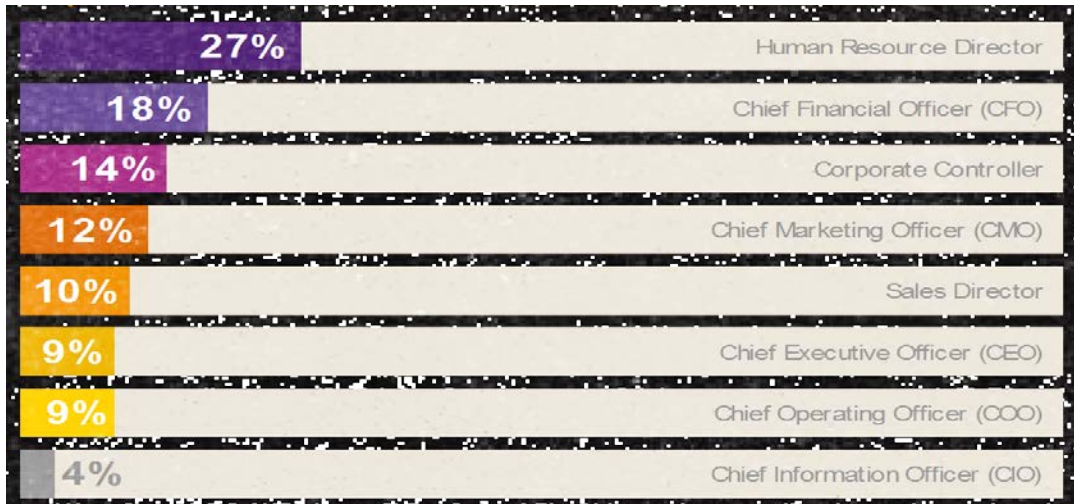 27% Human Resource Director
18% Chief Financial Officer (CFO)
14% Corporate Controller
12% Chief Marketing Officer (CMO)
10% Sales Director
9% Chief Executive Officer (CEO)
9% Chief Operating Officer (COO)
4% Chief Information Officer (CIO)